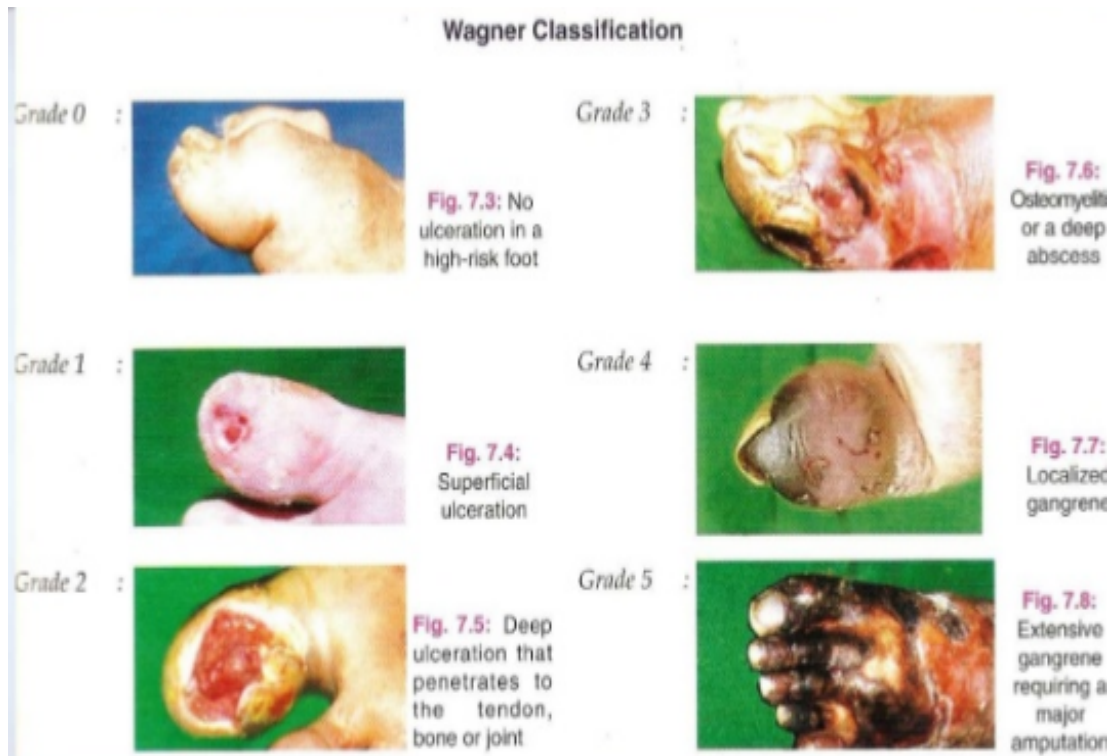 Wagner Classification
Grade 0 :
Fig. 7.3: No
ulceration in a
high-risk foot
Grade 1 :
Fig. 7.4:
Superficial
ulceration
Grade 2 :
Fig. 7.5: Deep
ulceration that
penetrates to
the tendon,
bone or joint
Grade 3 :
Fig. 7.6:
Osteomyelitis
or a deep
abscess
Grade 4 :
Fig. 7.7:
Localized
gangrene
Grade 5 :
Fig. 7.8:
Extensive
gangrene
requiring a
major
amputation